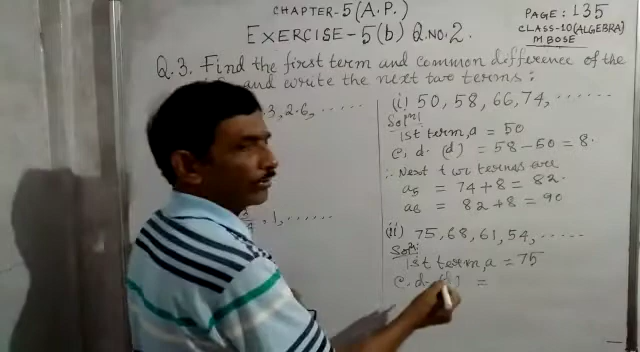 CHAPTER-5 (A.P.)
EXERCISE-5(b) Q.NO.2.
PAGE: 135
CLASS-10(ALGEBRA)
MBOSE
Q.3. Find the first term and common difference of the
and write the next two terms:
3, 2.6, ......
. 1, ......
(i) 50, 58, 66, 74, ......
Soln:
1st term, a = 50
c. d. (d) = 58 - 50 = 8.
∴ Next two terms are
a5 = 74 + 8 = 82.
a6 = 82 + 8 = 90
(ii) 75, 68, 61, 54, ......
Soln:
1st term, a = 75
c. d. (d) =